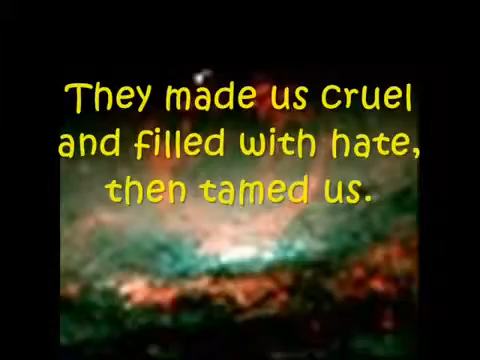 They made us cruel
and filled with hate,
then tamed us.